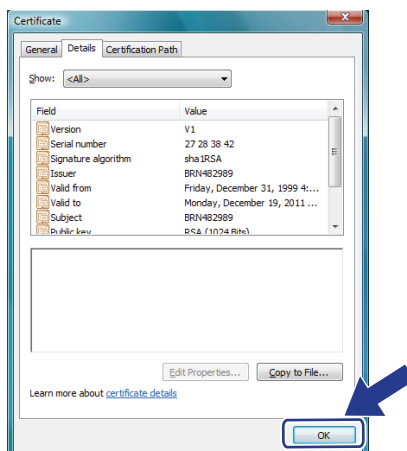 Certificate
General Details Certification Path
Show: <All>
Field Value
Version V1
Serial number 27 28 38 42
Signature algorithm sha1RSA
Issuer BRN482989
Valid from Friday, December 31, 1999 4:...
Valid to Monday, December 19, 2011 ...
Subject BRN482989
Public key RSA (1024 Bits)
Edit Properties... Copy to File...
Learn more about certificate details
OK